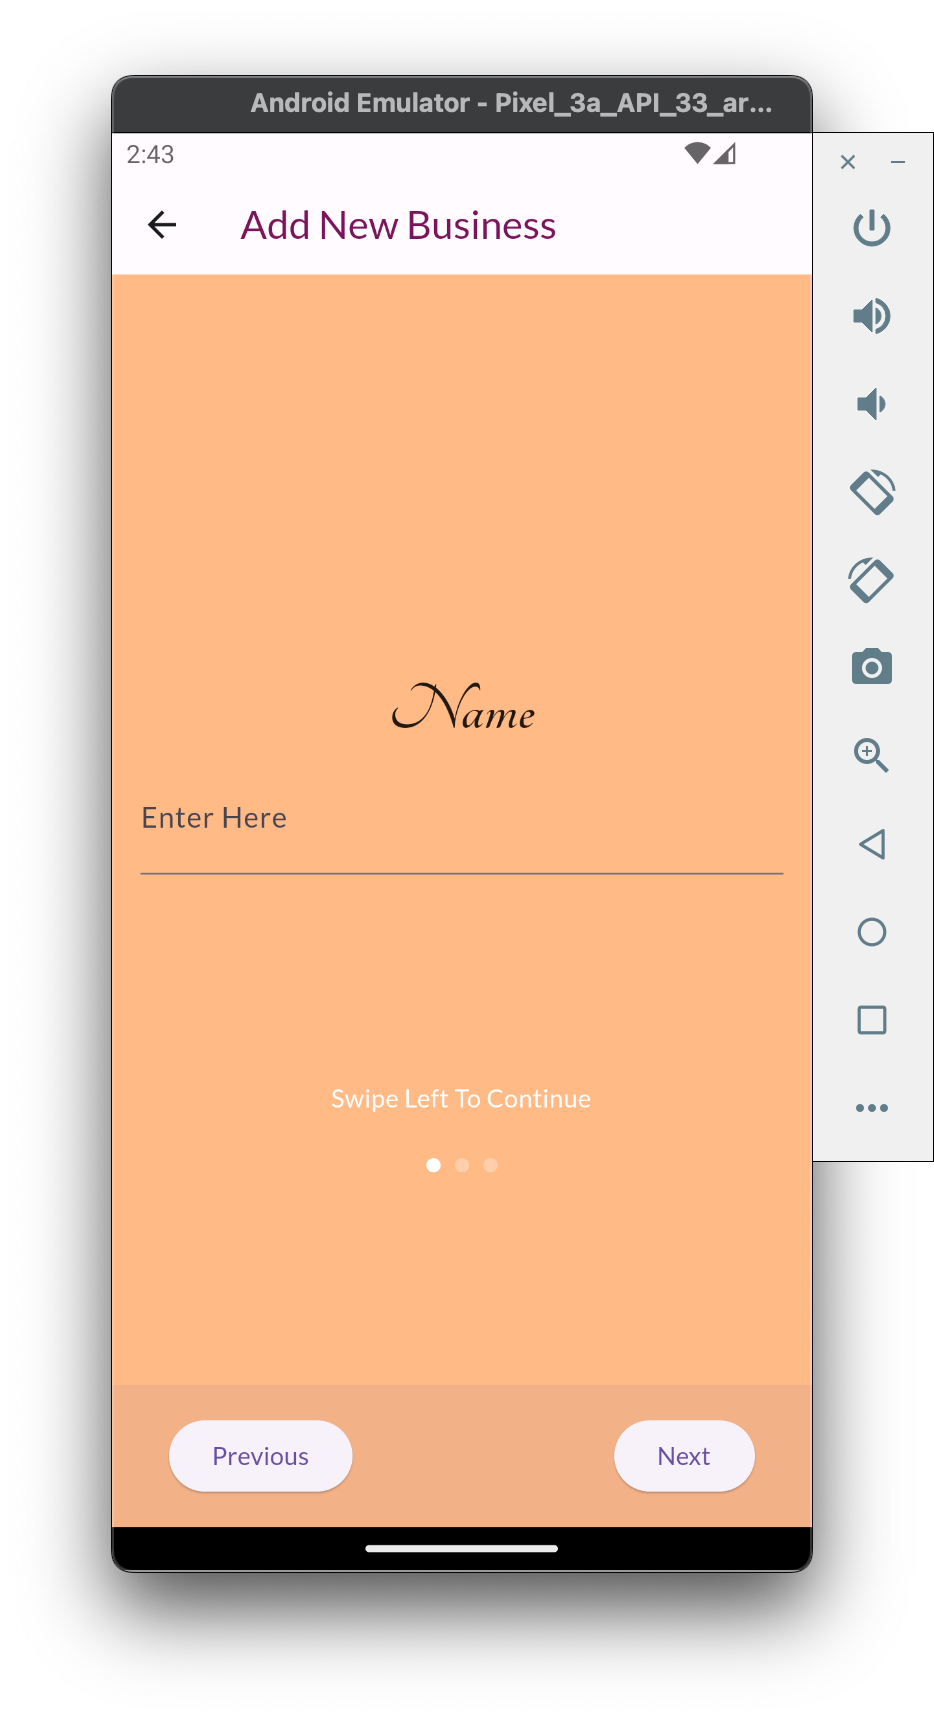 Android Emulator - Pixel_3a_API_33_ar...
2:43
Add New Business
Name
Enter Here
Swipe Left To Continue
Previous
Next